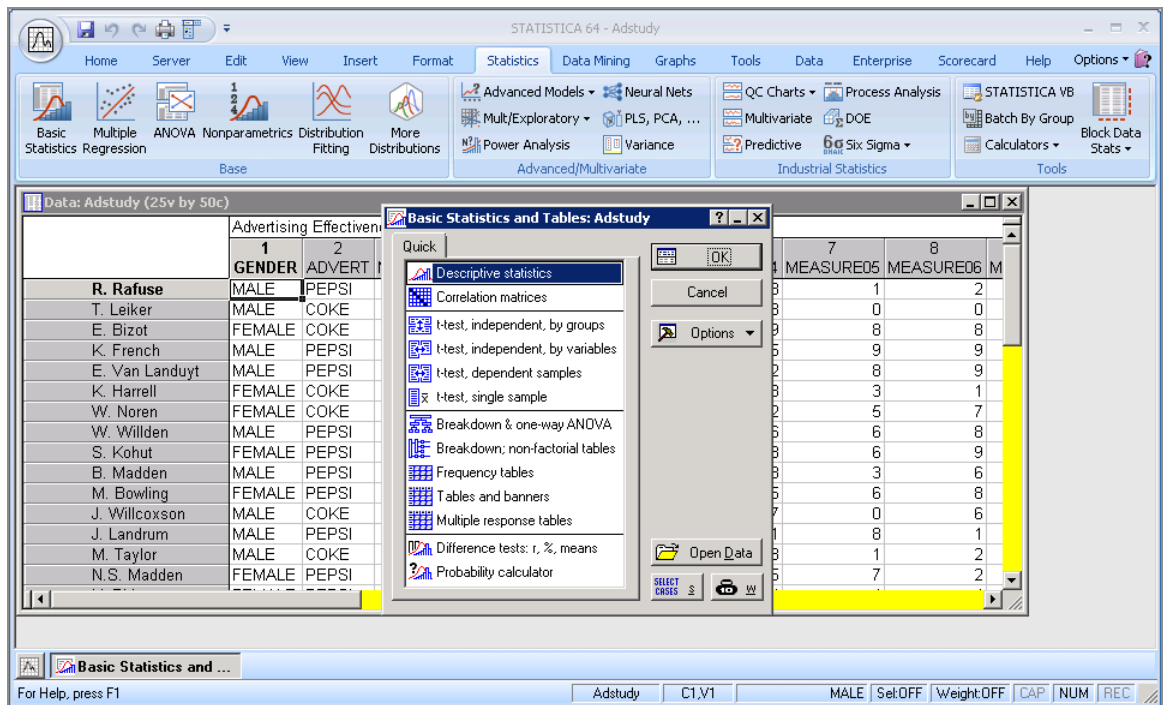 STATISTICA 64 - Adstudy
Home Server Edit View Insert Format Statistics Data Mining Graphs Tools Data Enterprise Scorecard Help Options
Basic Statistics
Multiple Regression
ANOVA
Nonparametrics
Distribution Fitting
More Distributions
Base
Advanced Models
Neural Nets
Mult/Exploratory
PLS, PCA, ...
Power Analysis
Variance
Advanced/Multivariate
QC Charts
Process Analysis
Multivariate
DOE
Predictive
Six Sigma
Industrial Statistics
STATISTICA VB
Batch By Group
Calculators
Block Data Stats
Tools
Data: Adstudy (25v by 50c)
Advertising Effectiven
1 2 7 8
GENDER ADVERT MEASURE05 MEASURE06 M
R. Rafuse MALE PEPSI 1 2
T. Leiker MALE COKE 0 0
E. Bizot FEMALE COKE 8 8
K. French MALE PEPSI 9 9
E. Van Landuyt MALE PEPSI 8 9
K. Harrell FEMALE COKE 3 1
W. Noren FEMALE COKE 5 7
W. Willden MALE PEPSI 6 8
S. Kohut FEMALE PEPSI 6 9
B. Madden MALE PEPSI 3 6
M. Bowling FEMALE PEPSI 6 8
J. Willcoxson MALE COKE 0 6
J. Landrum MALE PEPSI 8 1
M. Taylor MALE COKE 1 2
N.S. Madden FEMALE PEPSI 7 2
Basic Statistics and Tables: Adstudy
Quick
Descriptive statistics
Correlation matrices
t-test, independent, by groups
t-test, independent, by variables
t-test, dependent samples
t-test, single sample
Breakdown & one-way ANOVA
Breakdown; non-factorial tables
Frequency tables
Tables and banners
Multiple response tables
Difference tests: r, %, means
Probability calculator
OK
Cancel
Options
Open Data
SELECT CASES S
W
Basic Statistics and ...
For Help, press F1
Adstudy C1,V1 MALE Sel:OFF Weight:OFF CAP NUM REC